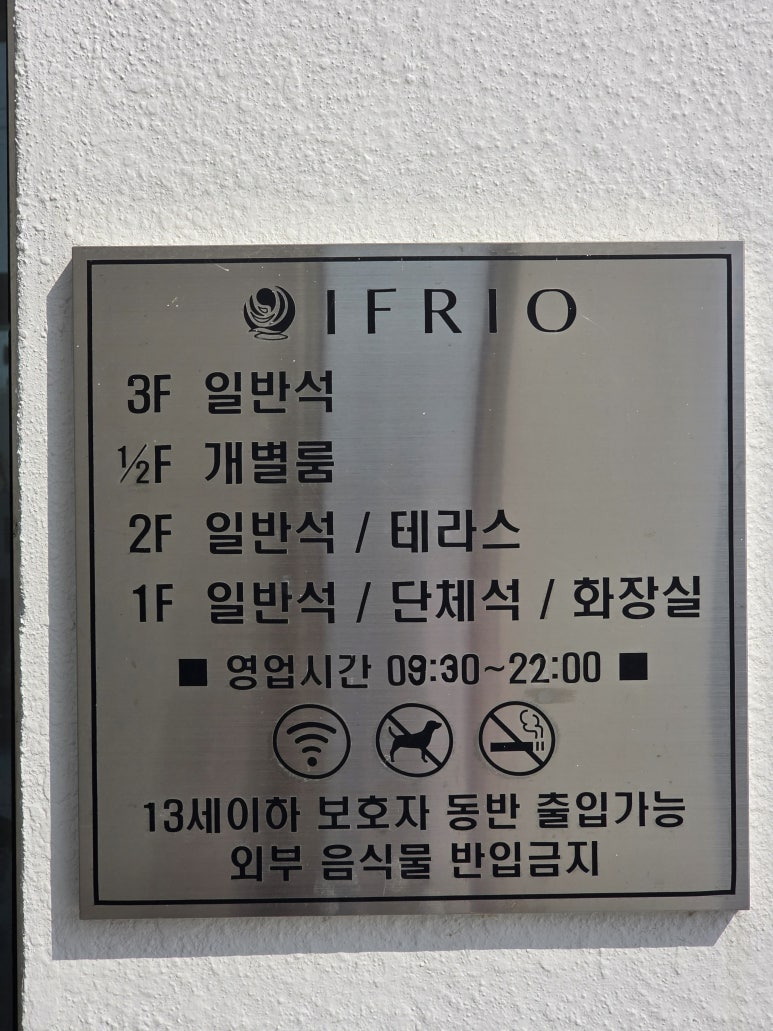 IFRIO
3F 일반석
½F 개별룸
2F 일반석 / 테라스
1F 일반석 / 단체석 / 화장실
■ 영업시간 09:30~22:00 ■
13세이하 보호자 동반 출입가능
외부 음식물 반입금지